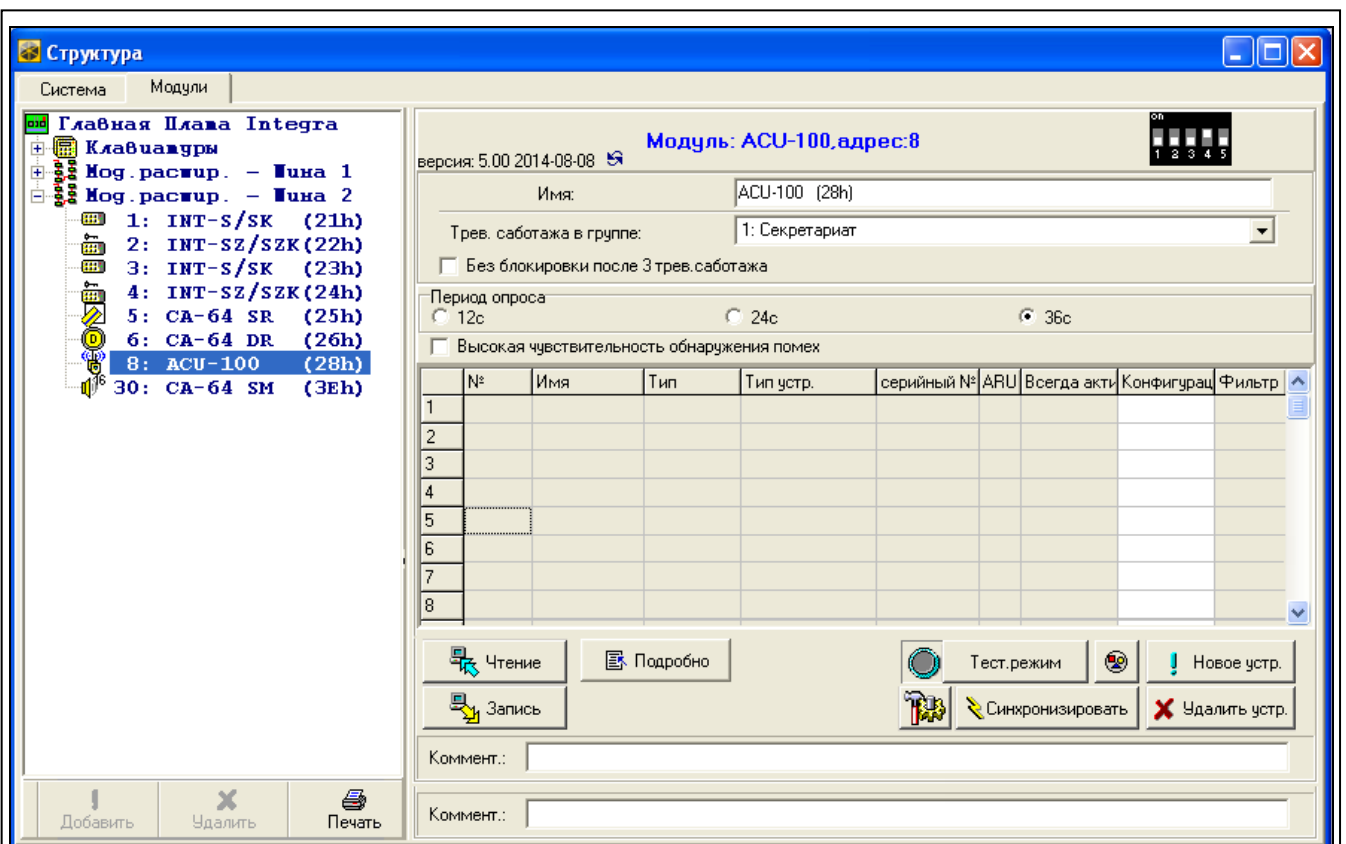 Структура
Система Модули
Главная Плата Integra
Клавиатуры
Мод.расшир. – Шина 1
Мод.расшир. – Шина 2
1: INT-S/SK (21h)
2: INT-SZ/SZK(22h)
3: INT-S/SK (23h)
4: INT-SZ/SZK(24h)
5: CA-64 SR (25h)
6: CA-64 DR (26h)
8: ACU-100 (28h)
30: CA-64 SM (3Eh)
Добавить Удалить Печать
Модуль: ACU-100,адрес:8
on
1 2 3 4 5
версия: 5.00 2014-08-08
Имя: ACU-100 (28h)
Трев. саботажа в группе: 1: Секретариат
Без блокировки после 3 трев.саботажа
Период опроса
12с 24с 36с
Высокая чувствительность обнаружения помех
№ Имя Тип Тип устр. серийный № ARU Всегда акти Конфигурац Фильтр
1
2
3
4
5
6
7
8
Чтение Подробно Тест.режим Новое устр.
Запись Синхронизировать Удалить устр.
Коммент.:
Коммент.: